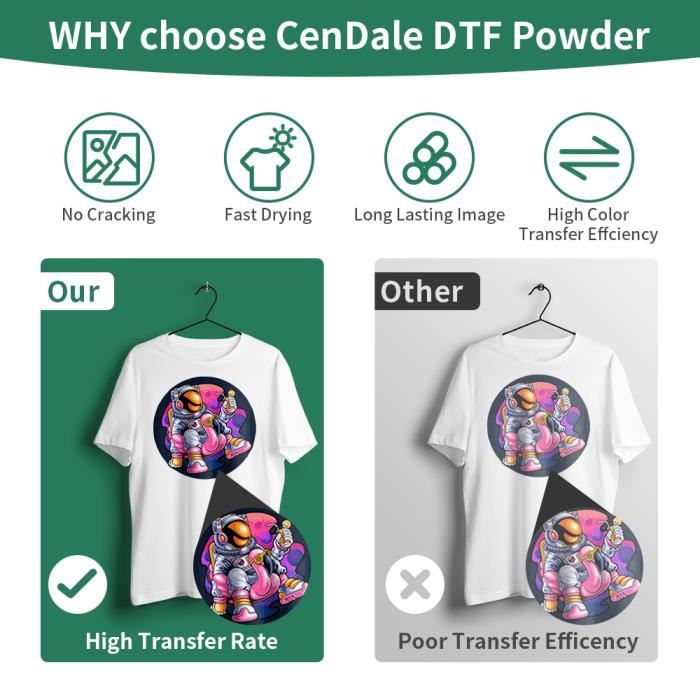 WHY choose CenDale DTF Powder
No Cracking
Fast Drying
Long Lasting Image
High Color
Transfer Effciency
Our
Other
High Transfer Rate
Poor Transfer Efficency